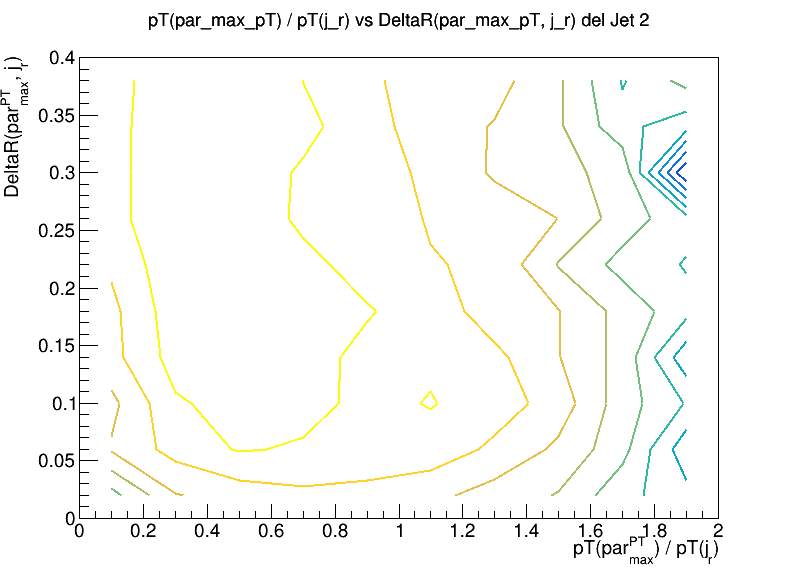 pT(par_max_pT) / pT(j_r) vs DeltaR(par_max_pT, j_r) del Jet 2
DeltaR(par^PT_max, j_r)
0.4
0.35
0.3
0.25
0.2
0.15
0.1
0.05
0
0 0.2 0.4 0.6 0.8 1 1.2 1.4 1.6 1.8 2
pT(par^PT_max) / pT(j_r)